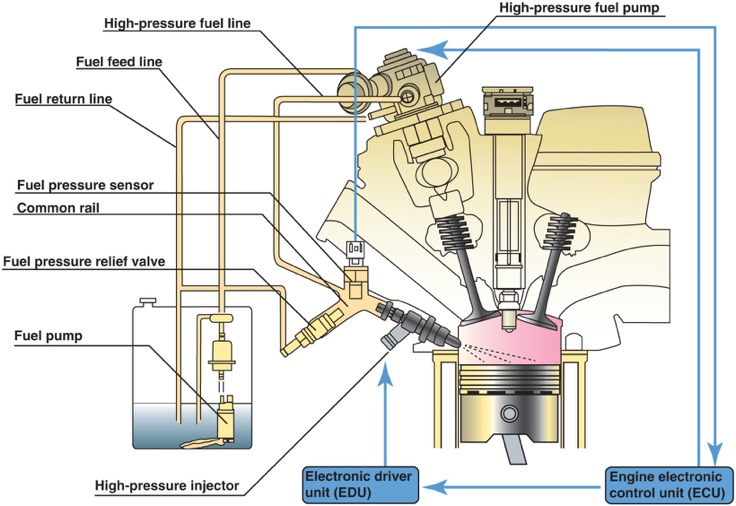 High-pressure fuel pump
High-pressure fuel line
Fuel feed line
Fuel return line
Fuel pressure sensor
Common rail
Fuel pressure relief valve
Fuel pump
High-pressure injector
Electronic driver
unit (EDU)
Engine electronic
control unit (ECU)